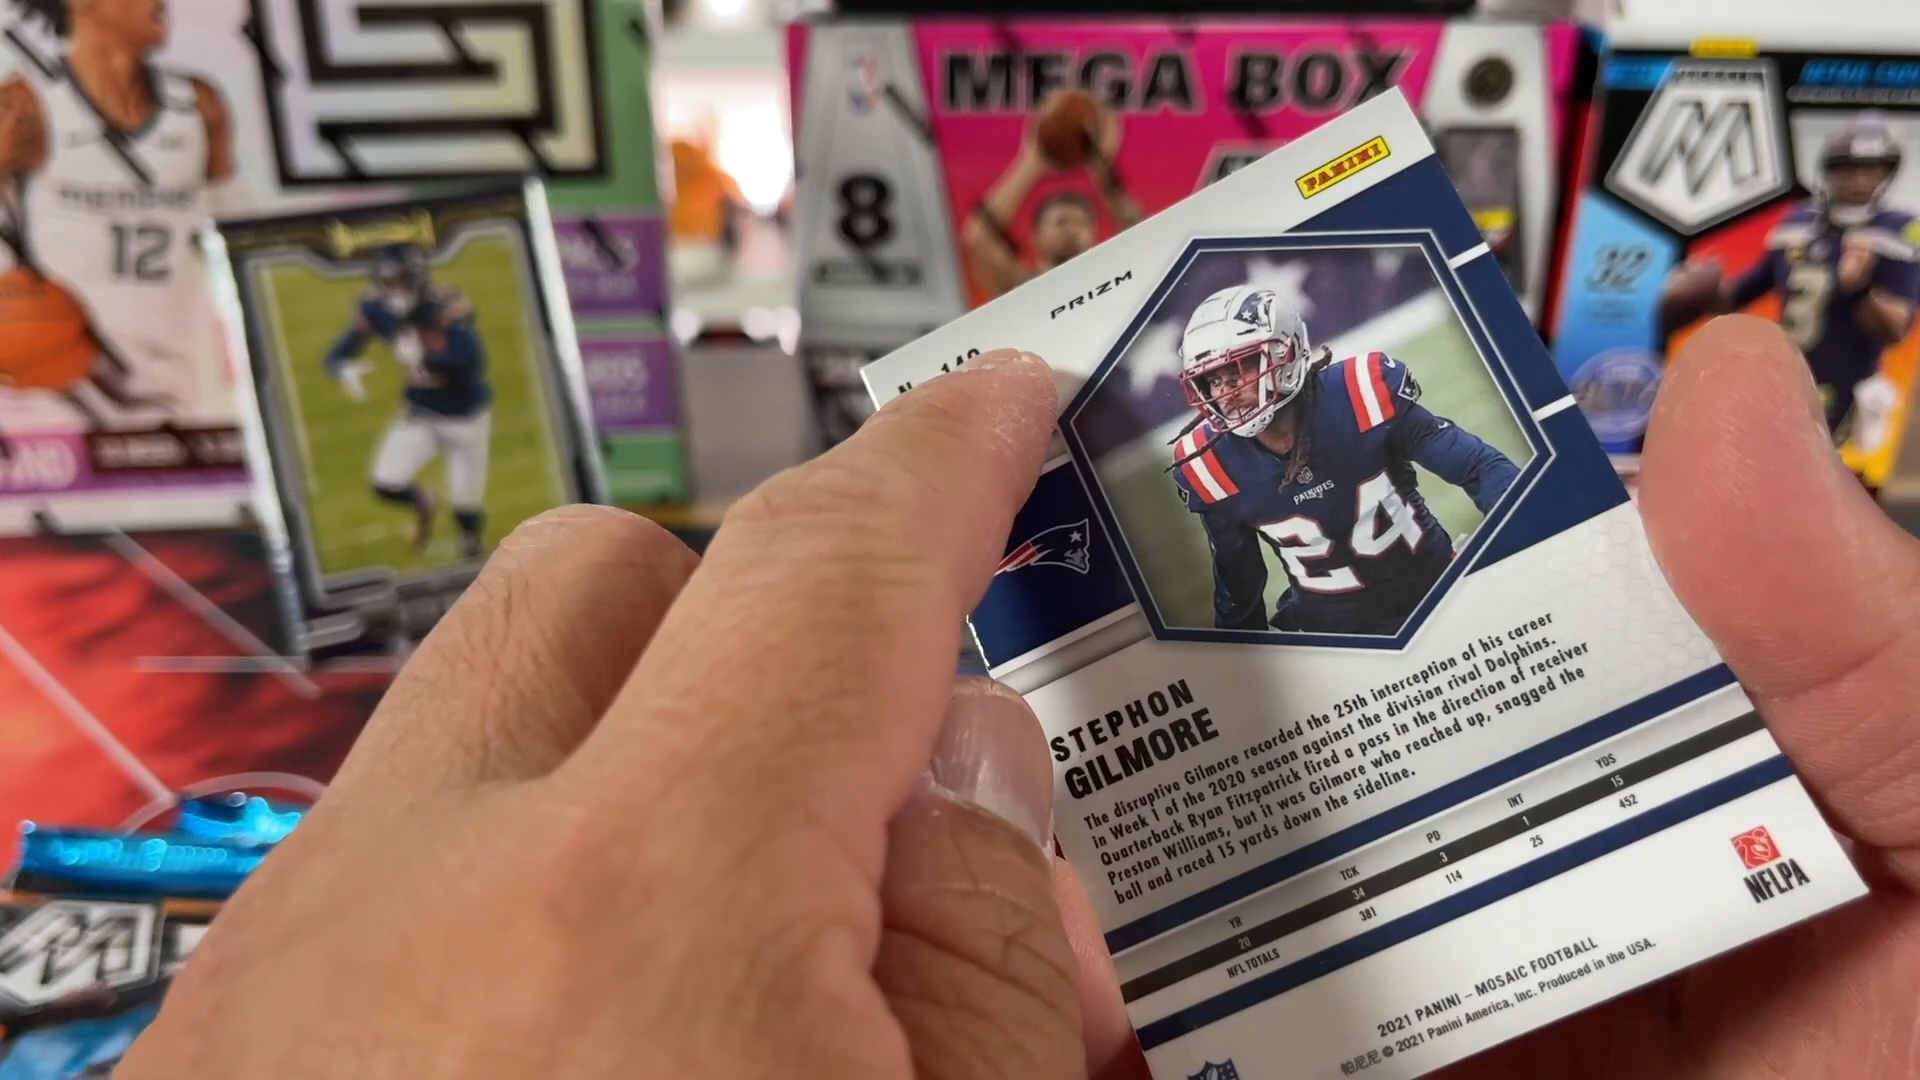 MEGA BOX
8
12
32
3
PANINI
PRIZM
PATRIOTS
24
STEPHON
GILMORE
The disruptive Gilmore recorded the 25th interception of his career
in Week 1 of the 2020 season against the division rival Dolphins.
Quarterback Ryan Fitzpatrick fired a pass in the direction of receiver
Preston Williams, but it was Gilmore who reached up, snagged the
ball and raced 15 yards down the sideline.
YR TCK PD INT YDS
20 34 3 1 15
NFL TOTALS 381 114 25 452
NFLPA
2021 PANINI – MOSAIC FOOTBALL
帕尼尼 © 2021 Panini America, Inc. Produced in the USA.